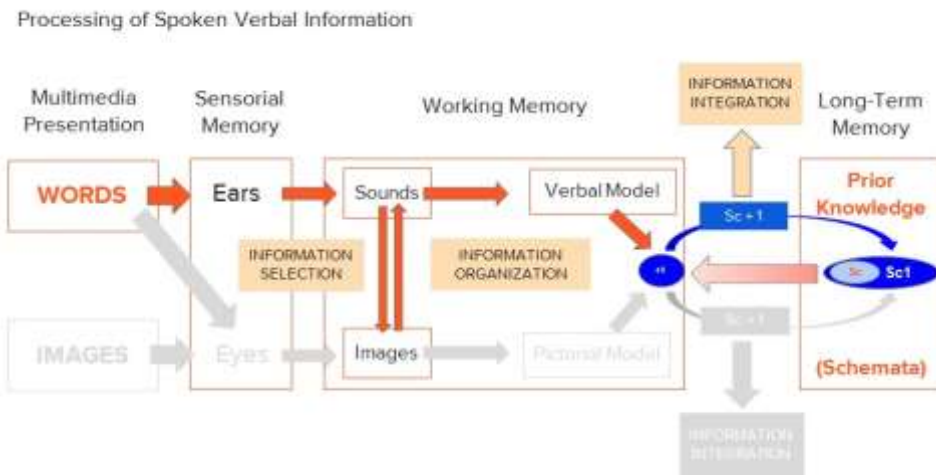 Processing of Spoken Verbal Information
Multimedia
Presentation
Sensorial
Memory
Working Memory
INFORMATION
INTEGRATION
Long-Term
Memory
WORDS
Ears
Sounds
Verbal Model
Sc + 1
Prior
Knowledge
INFORMATION
SELECTION
INFORMATION
ORGANIZATION
+1
Sc
Sc1
IMAGES
Eyes
Images
Pictorial Model
Sc + 1
(Schemata)
INFORMATION
INTEGRATION